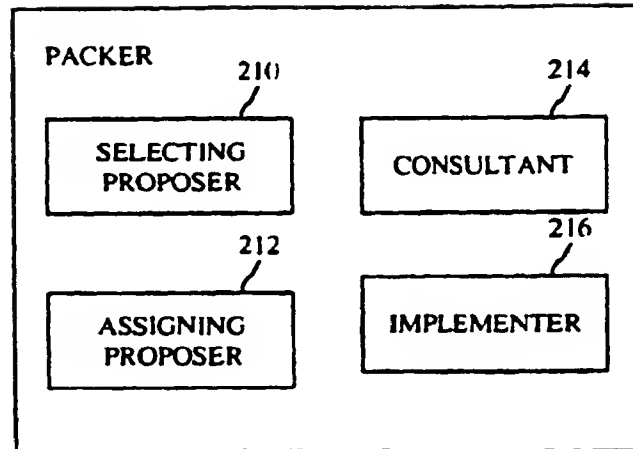 PACKER
210
SELECTING
PROPOSER
214
CONSULTANT
212
ASSIGNING
PROPOSER
216
IMPLEMENTER